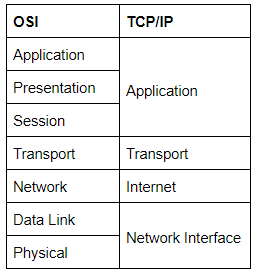 OSI TCP/IP
Application
Presentation Application
Session
Transport Transport
Network Internet
Data Link
Network Interface
Physical